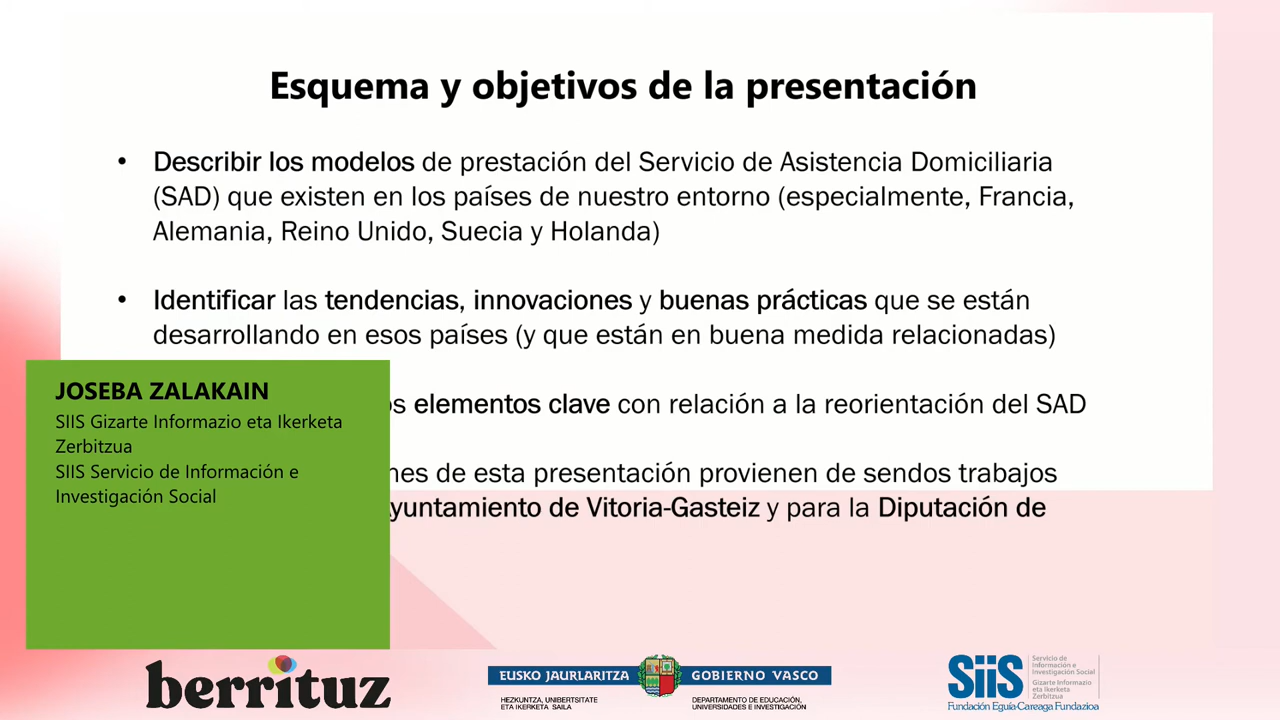 Esquema y objetivos de la presentación
• Describir los modelos de prestación del Servicio de Asistencia Domiciliaria
(SAD) que existen en los países de nuestro entorno (especialmente, Francia,
Alemania, Reino Unido, Suecia y Holanda)
• Identificar las tendencias, innovaciones y buenas prácticas que se están
desarrollando en esos países (y que están en buena medida relacionadas)
elementos clave con relación a la reorientación del SAD
de esta presentación provienen de sendos trabajos
de Vitoria-Gasteiz y para la Diputación de
JOSEBA ZALAKAIN
SIIS Gizarte Informazio eta Ikerketa
Zerbitzua
SIIS Servicio de Información e
Investigación Social
berrituz
EUSKO JAURLARITZA GOBIERNO VASCO
HEZKUNTZA, UNIBERTSITATE
ETA IKERKETA SAILA
DEPARTAMENTO DE EDUCACIÓN,
UNIVERSIDADES E INVESTIGACIÓN
SiiS
Servicio de
Información e
Investigación Social
Gizarte Informazio
eta Ikerketa
Zerbitzua
Fundación Eguía-Careaga Fundazioa